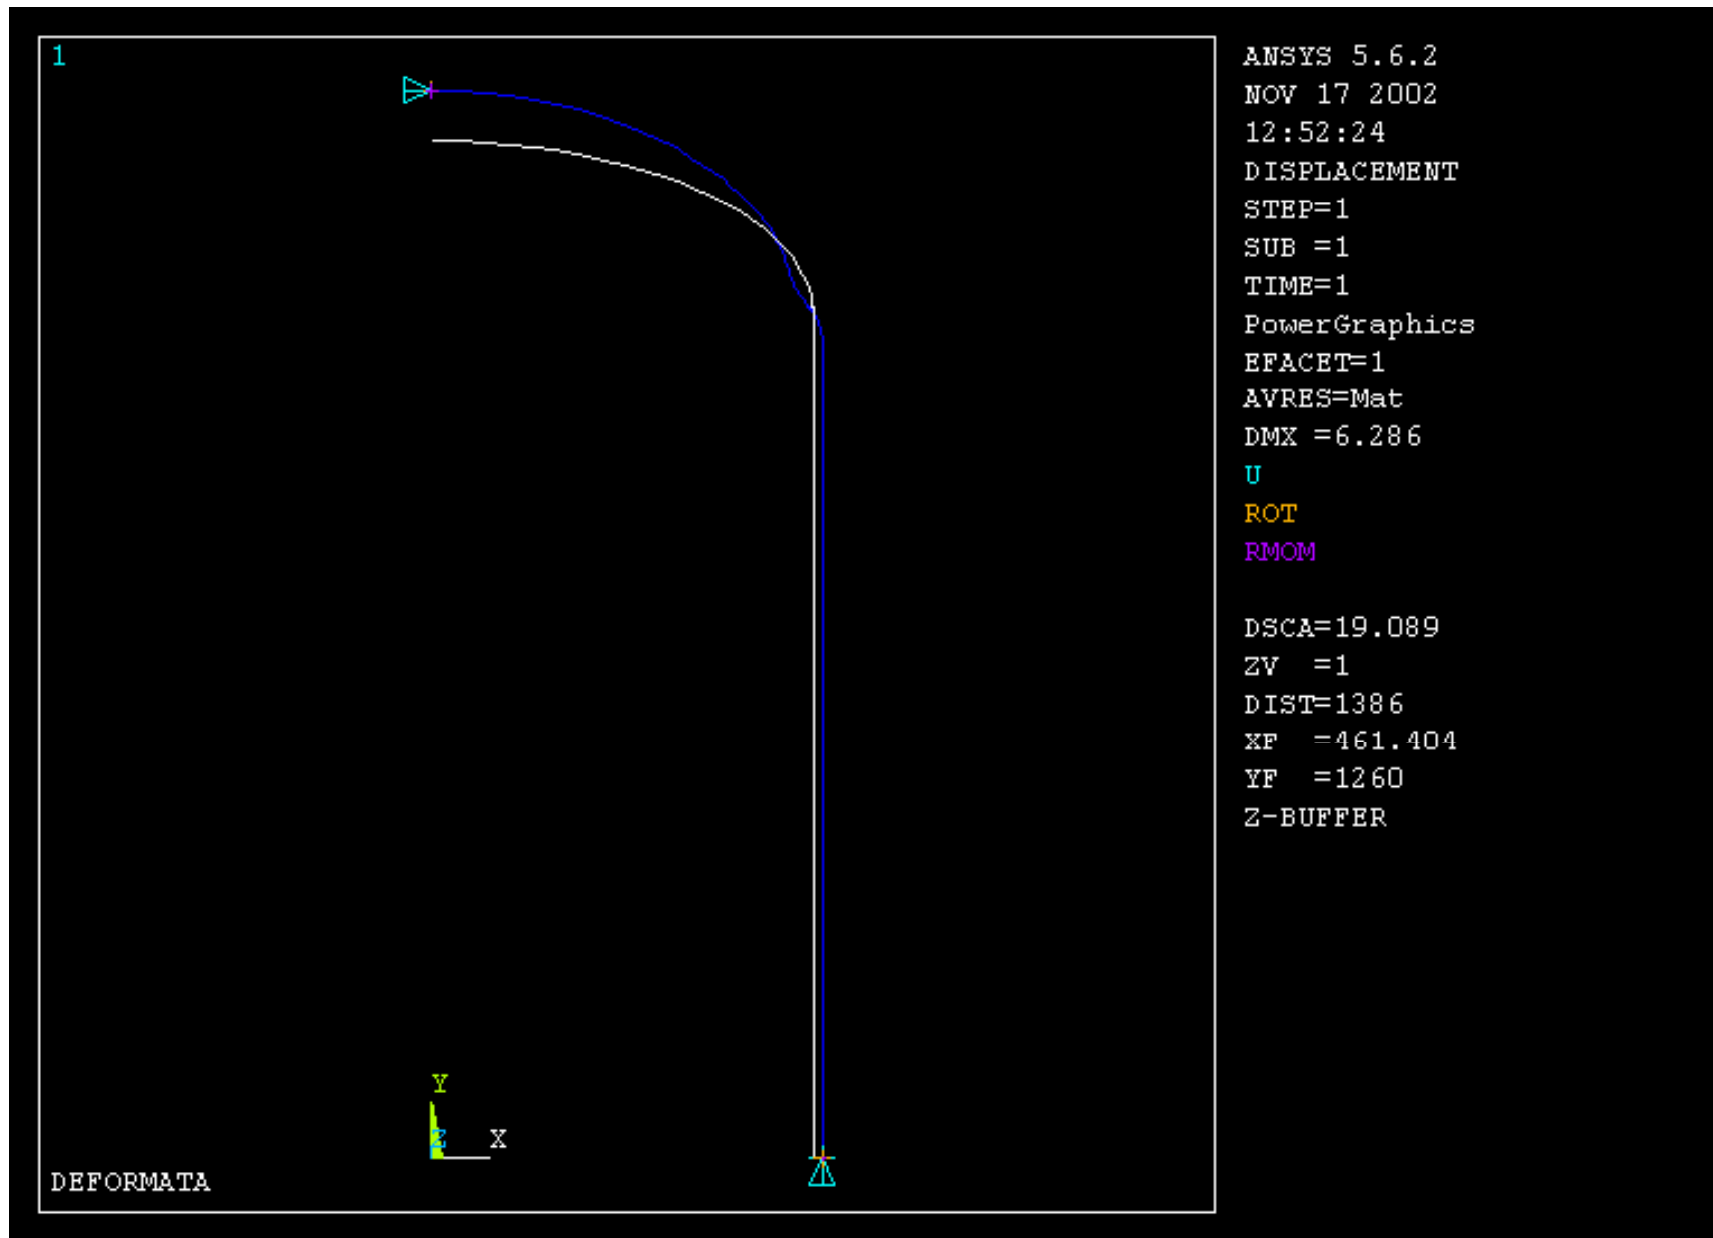 1
ANSYS 5.6.2
NOV 17 2002
12:52:24
DISPLACEMENT
STEP=1
SUB =1
TIME=1
PowerGraphics
EFACET=1
AVRES=Mat
DMX =6.286
U
ROT
RMOM
DSCA=19.089
ZV =1
DIST=1386
XF =461.404
YF =1260
Z-BUFFER
Y
Z X
DEFORMATA